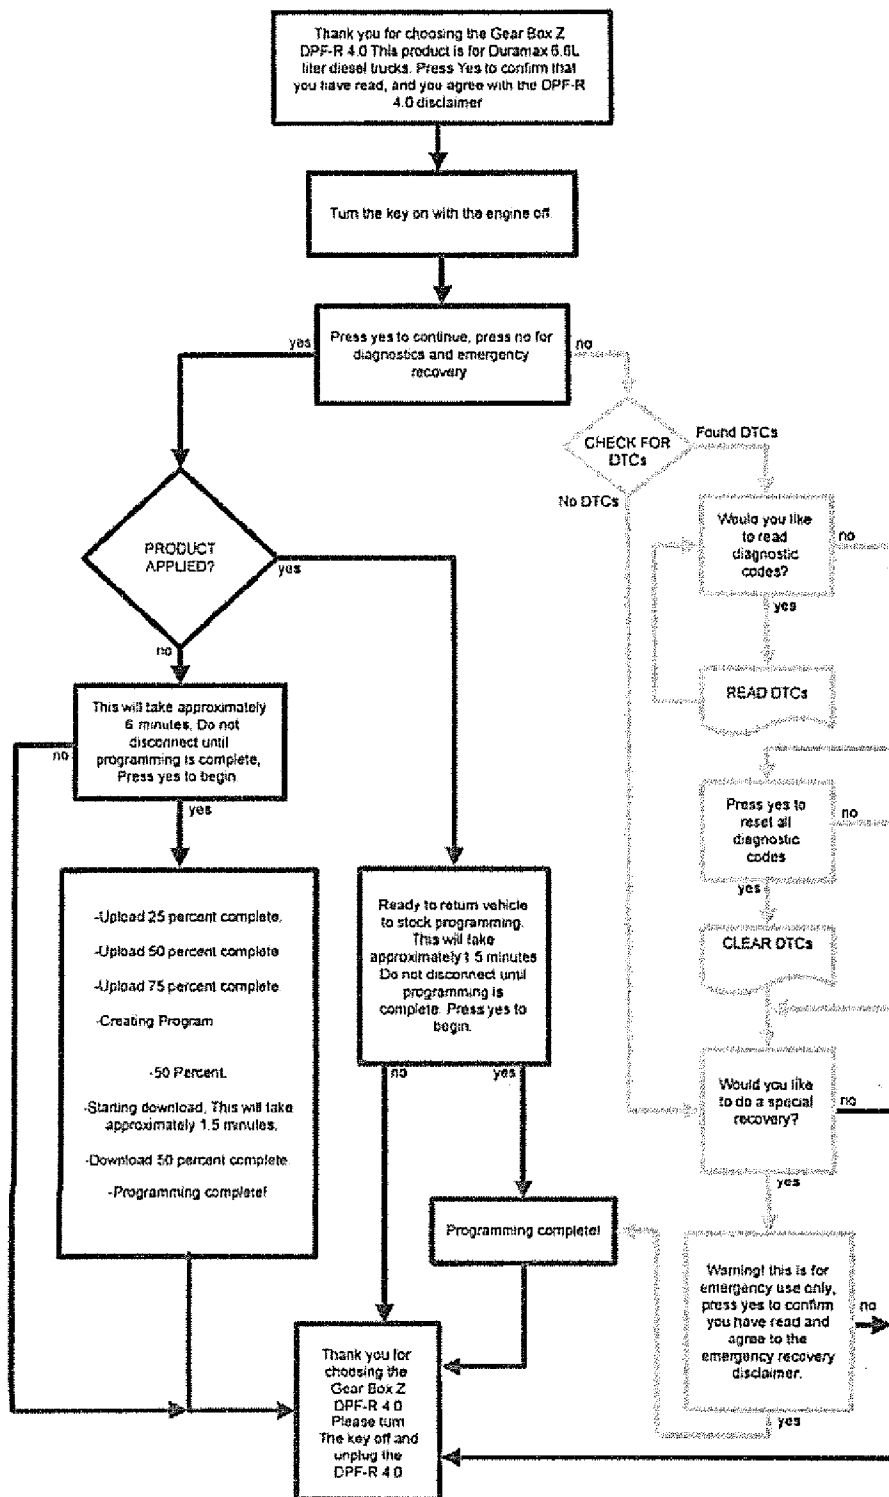 Thank you for choosing the Gear Box Z
DPF-R 4.0 This product is for Duramax 6.6L
liter diesel trucks. Press Yes to confirm that
you have read, and you agree with the DPF-R
4.0 disclaimer
Turn the key on with the engine off
Press yes to continue, press no for
diagnostics and emergency
recovery
yes
no
CHECK FOR
DTCs
Found DTCs
No DTCs
Would you like
to read
diagnostic
codes?
no
yes
READ DTCs
PRODUCT
APPLIED?
yes
no
This will take approximately
6 minutes, Do not
disconnect until
programming is complete,
Press yes to begin
no
yes
Press yes to
reset all
diagnostic
codes
no
yes
CLEAR DTCs
-Upload 25 percent complete.
-Upload 50 percent complete
-Upload 75 percent complete
-Creating Program
-50 Percent.
-Starting download, This will take
approximately 1.5 minutes.
-Download 50 percent complete
-Programming complete!
Ready to return vehicle
to stock programming.
This will take
approximately1.5 minutes
Do not disconnect until
programming is
complete. Press yes to
begin.
no
yes
Would you like
to do a special
recovery?
no
yes
Programming complete!
Warning! this is for
emergency use only,
press yes to confirm
you have read and
agree to the
emergency recovery
disclaimer.
no
yes
Thank you for
choosing the
Gear Box Z
DPF-R 4.0
Please turn
The key off and
unplug the
DPF-R 4.0